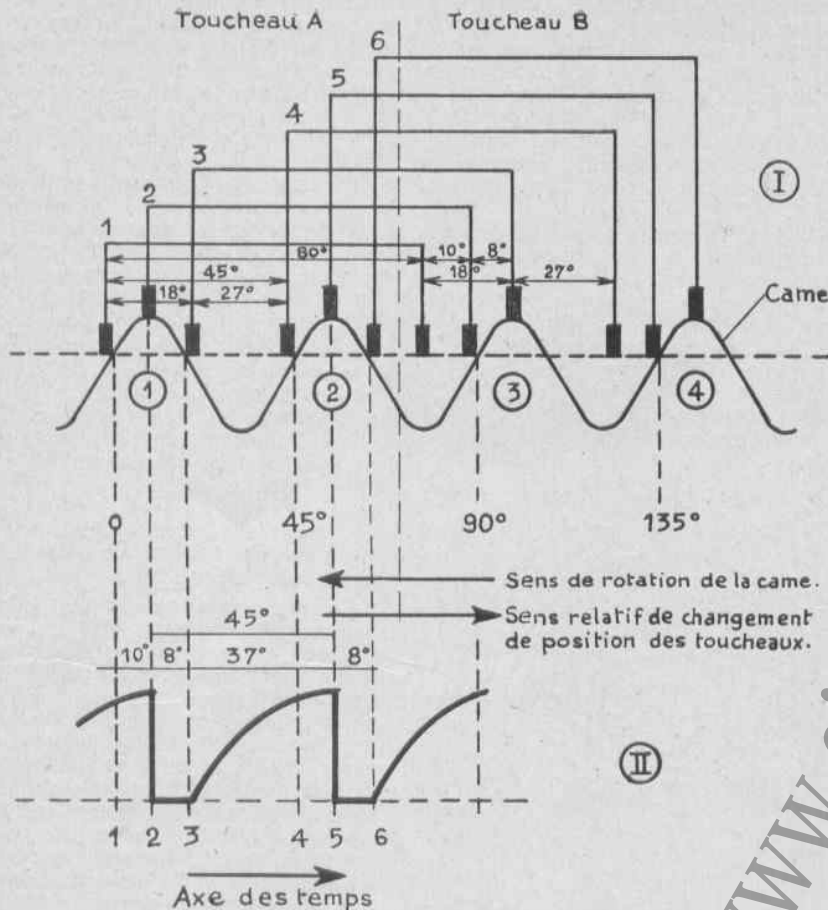 Toucheau A Toucheau B
6
5
4
3
2
1
I
80° 10° 8°
45° 18° 27°
18° 27°
Came
1 2 3 4
0 45° 90° 135°
Sens de rotation de la came.
Sens relatif de changement
de position des toucheaux.
45°
10° 8° 37° 8°
II
1 2 3 4 5 6
Axe des temps
www.